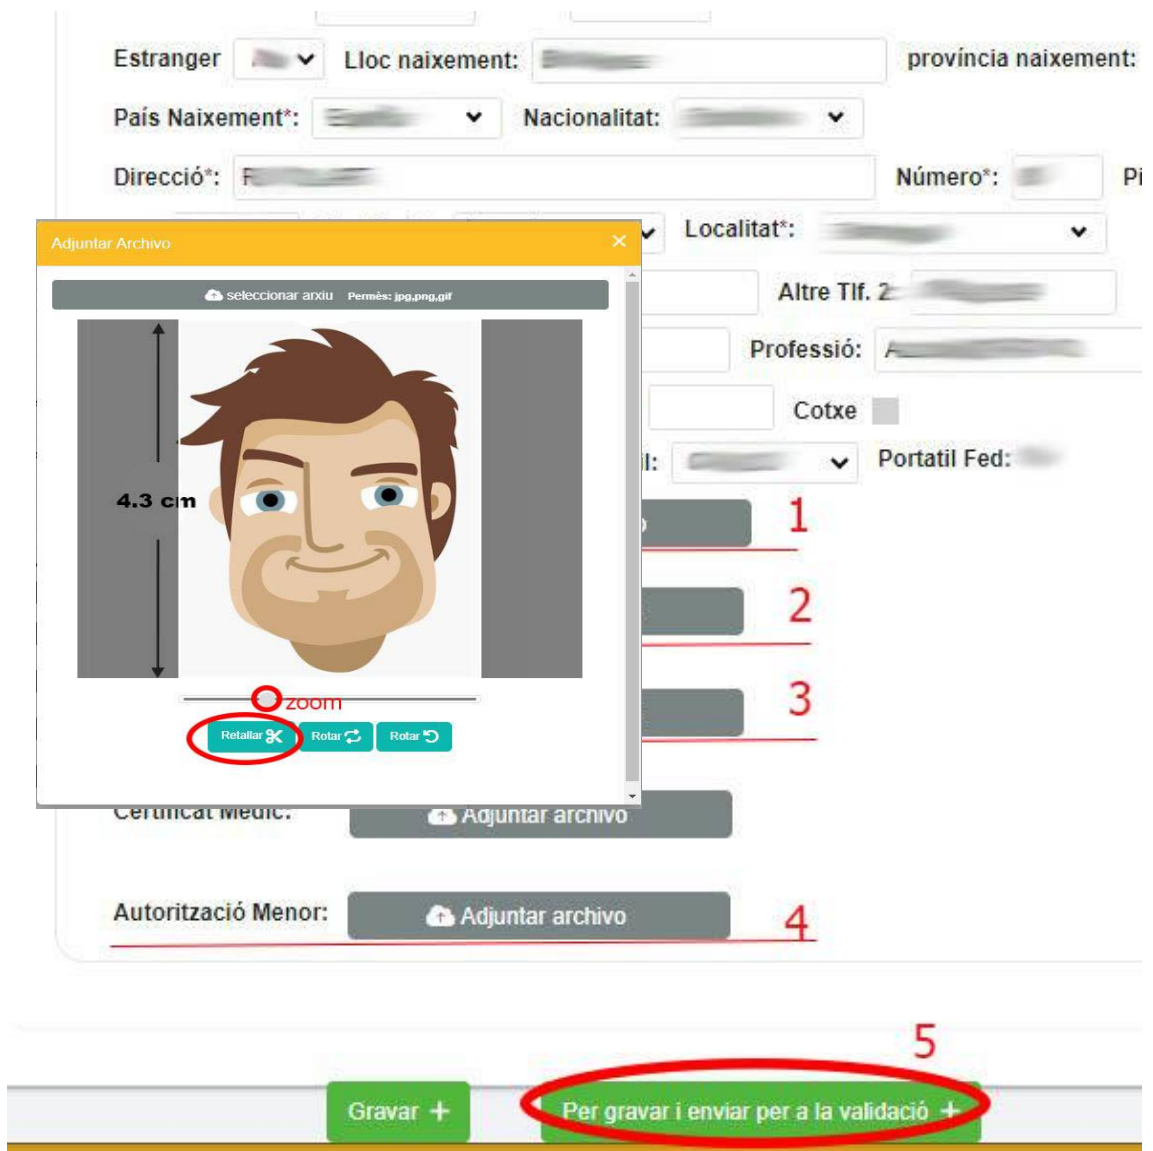 Estranger Lloc naixement: província naixement:
País Naixement*: Nacionalitat:
Direcció*: Número*: Pi
Localitat*:
Adjuntar Archivo ×
seleccionar arxiu Permès: jpg,png,gif
Altre Tlf. 2:
Professió:
Cotxe
Portatil Fed:
4.3 cm
1
2
3
zoom
Retallar Rotar Rotar
Certificat Mèdic: Adjuntar archivo
Autorització Menor: Adjuntar archivo 4
5
Gravar + Per gravar i enviar per a la validació +